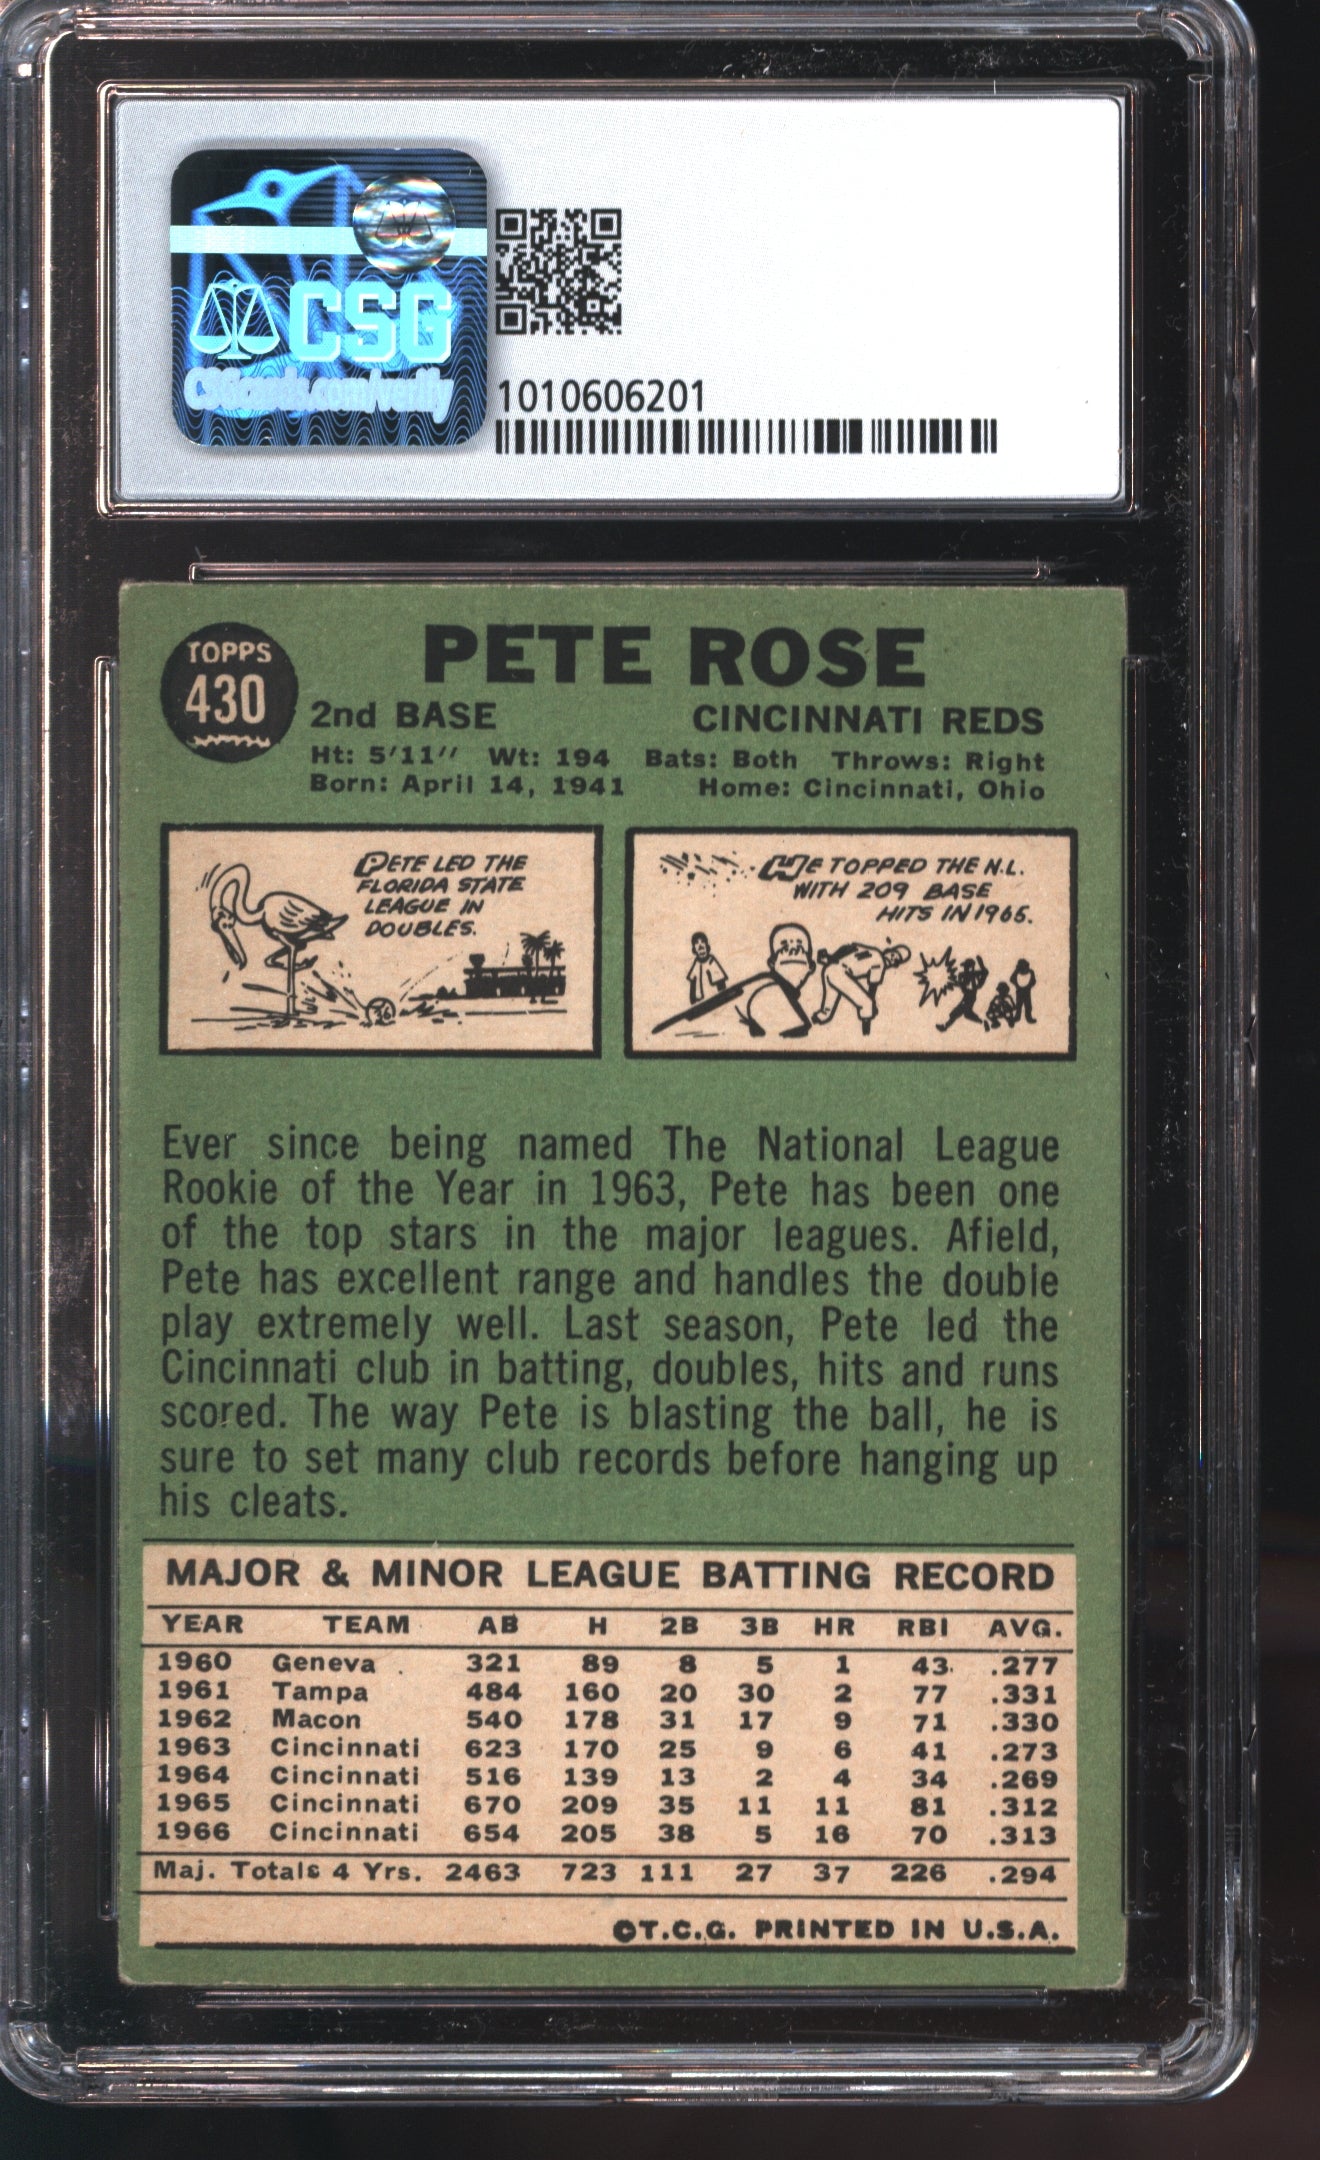 CSG
CSGcards.com/verify
1010606201
TOPPS
430
PETE ROSE
2nd BASE CINCINNATI REDS
Ht: 5'11" Wt: 194 Bats: Both Throws: Right
Born: April 14, 1941 Home: Cincinnati, Ohio
PETE LED THE
FLORIDA STATE
LEAGUE IN
DOUBLES.
HE TOPPED THE N.L.
WITH 209 BASE
HITS IN 1965.
Ever since being named The National League
Rookie of the Year in 1963, Pete has been one
of the top stars in the major leagues. Afield,
Pete has excellent range and handles the double
play extremely well. Last season, Pete led the
Cincinnati club in batting, doubles, hits and runs
scored. The way Pete is blasting the ball, he is
sure to set many club records before hanging up
his cleats.
MAJOR & MINOR LEAGUE BATTING RECORD
YEAR TEAM AB H 2B 3B HR RBI AVG.
1960 Geneva 321 89 8 5 1 43 .277
1961 Tampa 484 160 20 30 2 77 .331
1962 Macon 540 178 31 17 9 71 .330
1963 Cincinnati 623 170 25 9 6 41 .273
1964 Cincinnati 516 139 13 2 4 34 .269
1965 Cincinnati 670 209 35 11 11 81 .312
1966 Cincinnati 654 205 38 5 16 70 .313
Maj. Totals 4 Yrs. 2463 723 111 27 37 226 .294
©T.C.G. PRINTED IN U.S.A.